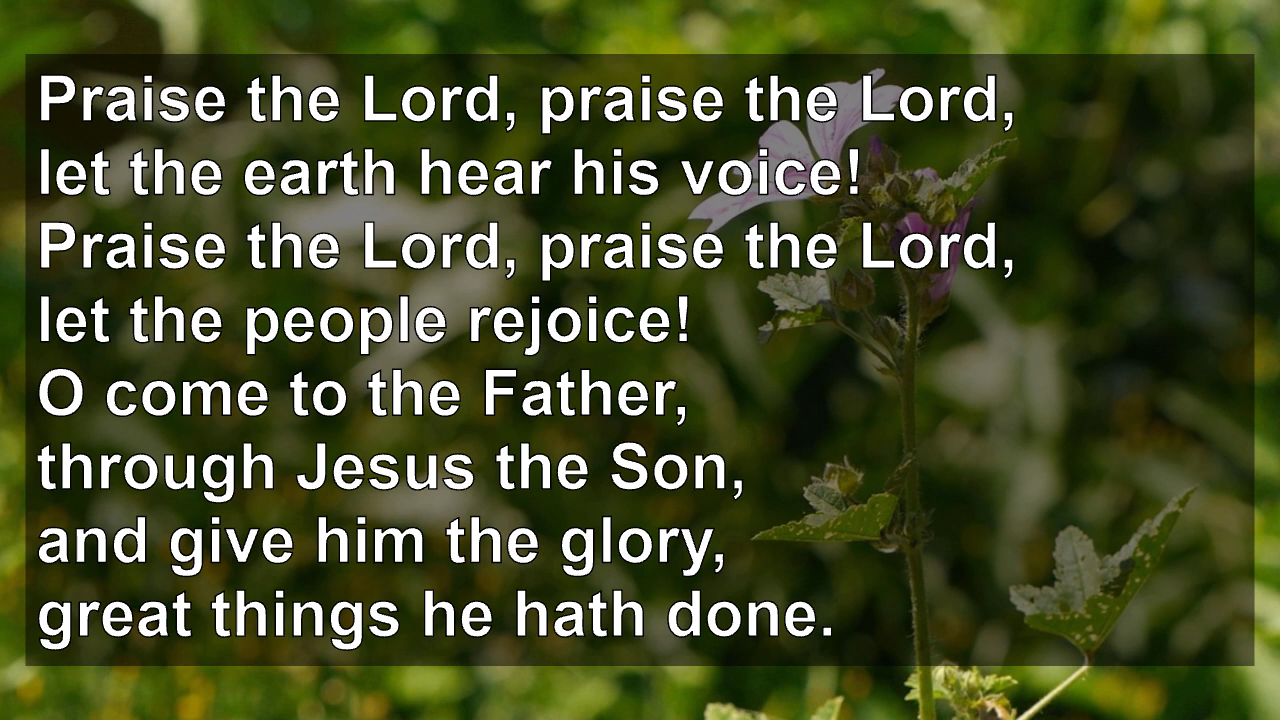 Praise the Lord, praise the Lord,
let the earth hear his voice!
Praise the Lord, praise the Lord,
let the people rejoice!
O come to the Father,
through Jesus the Son,
and give him the glory,
great things he hath done.